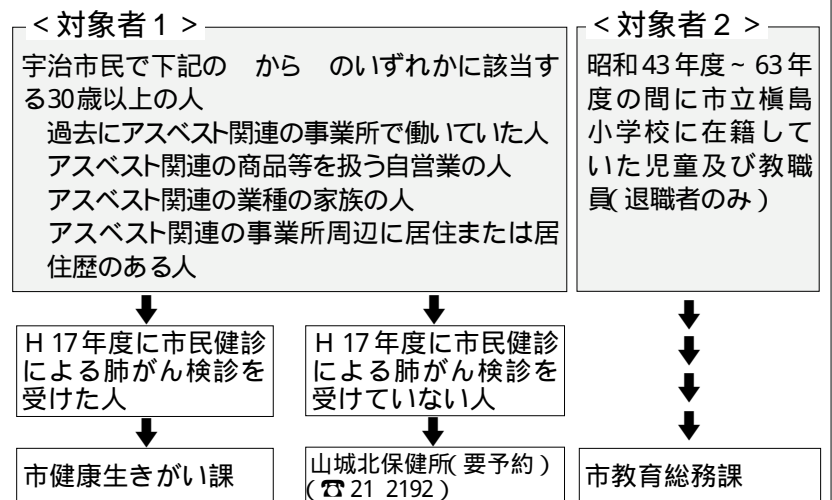 <対象者1>
宇治市民で下記の から のいずれかに該当す
る30歳以上の人
過去にアスベスト関連の事業所で働いていた人
アスベスト関連の商品等を扱う自営業の人
アスベスト関連の業種の家族の人
アスベスト関連の事業所周辺に居住または居
住歴のある人
<対象者2>
昭和43年度~63年
度の間に市立槇島
小学校に在籍して
いた児童及び教職
員(退職者のみ)
H17年度に市民健診
による肺がん検診を
受けた人
H17年度に市民健診
による肺がん検診を
受けていない人
市健康生きがい課
山城北保健所(要予約)
(☎21 2192)
市教育総務課